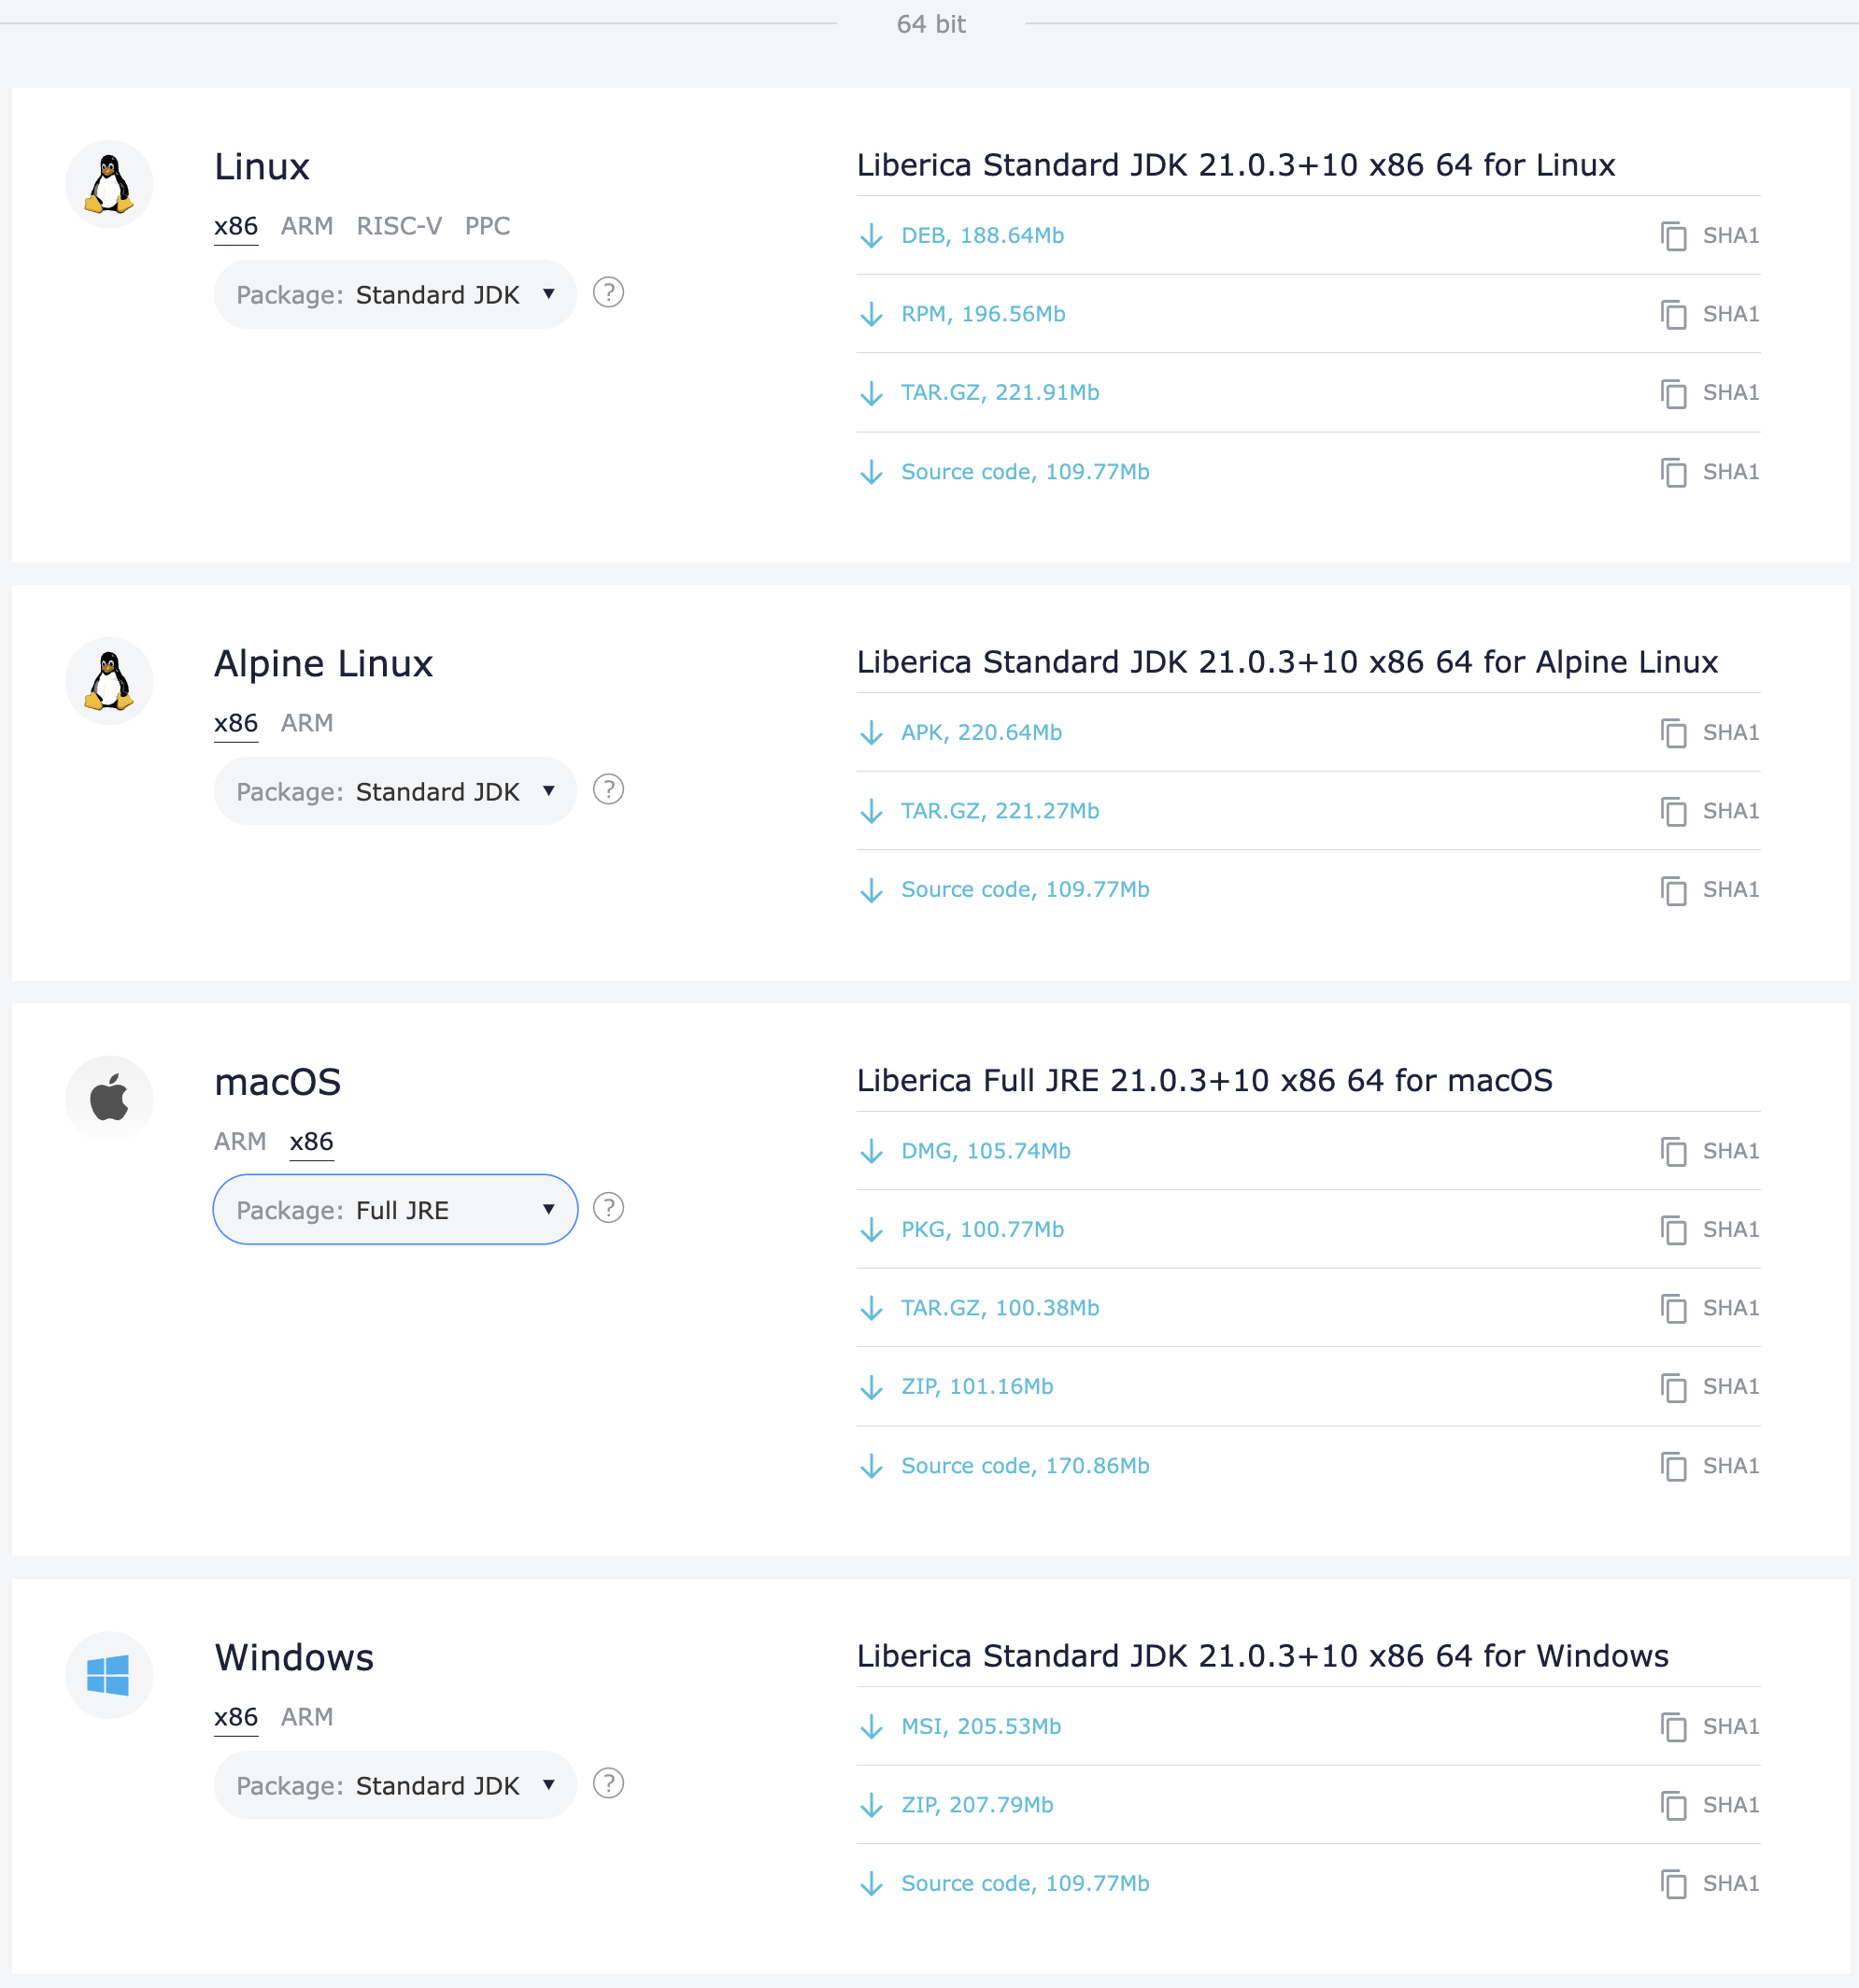 64 bit
Linux
x86 ARM RISC-V PPC
Package: Standard JDK ▼ ?
Liberica Standard JDK 21.0.3+10 x86 64 for Linux
DEB, 188.64Mb SHA1
RPM, 196.56Mb SHA1
TAR.GZ, 221.91Mb SHA1
Source code, 109.77Mb SHA1
Alpine Linux
x86 ARM
Package: Standard JDK ▼ ?
Liberica Standard JDK 21.0.3+10 x86 64 for Alpine Linux
APK, 220.64Mb SHA1
TAR.GZ, 221.27Mb SHA1
Source code, 109.77Mb SHA1
macOS
ARM x86
Package: Full JRE ▼ ?
Liberica Full JRE 21.0.3+10 x86 64 for macOS
DMG, 105.74Mb SHA1
PKG, 100.77Mb SHA1
TAR.GZ, 100.38Mb SHA1
ZIP, 101.16Mb SHA1
Source code, 170.86Mb SHA1
Windows
x86 ARM
Package: Standard JDK ▼ ?
Liberica Standard JDK 21.0.3+10 x86 64 for Windows
MSI, 205.53Mb SHA1
ZIP, 207.79Mb SHA1
Source code, 109.77Mb SHA1